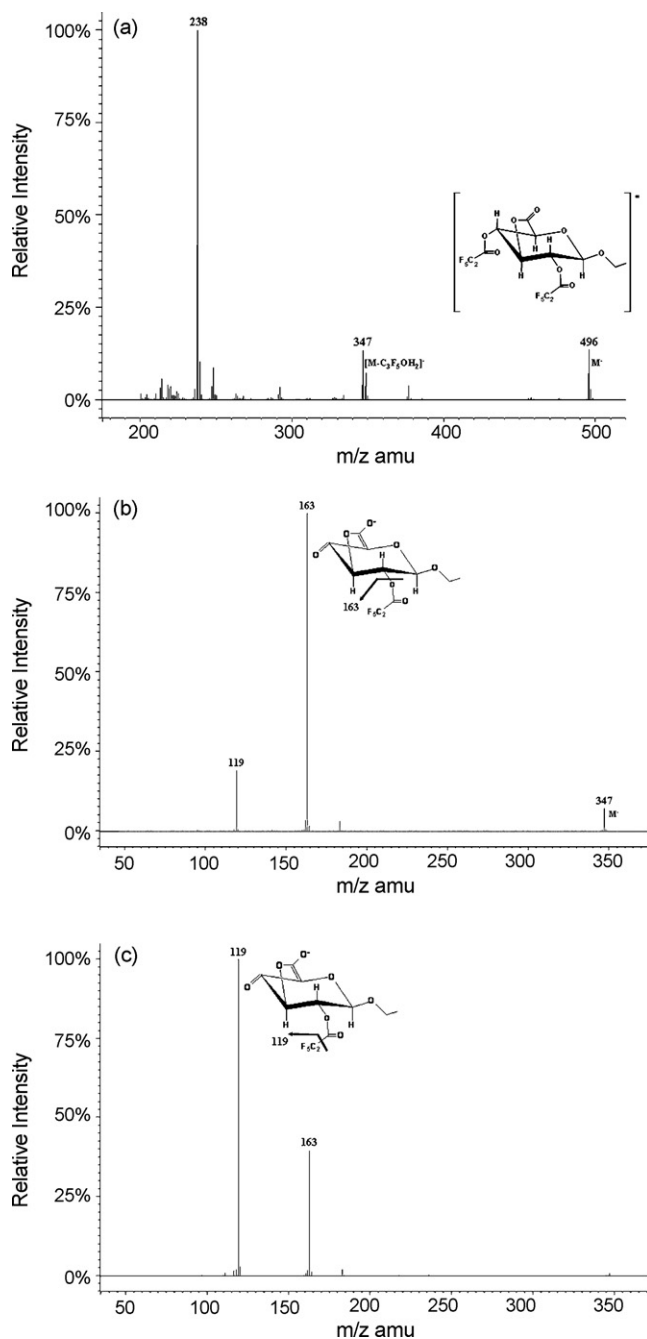 (a)
100%
75%
50%
25%
0%
Relative Intensity
238
347
[M-C₃F₅OH₂]⁻
496
M⁻
H
O
O
O
H
H
O
O
F₅C₂
H
O
H
O
F₅C₂
200
300
400
500
m/z amu
(b)
100%
75%
50%
25%
0%
Relative Intensity
163
119
347
M⁻
O
O⁻
O
O
H
O
H
O
H
163
F₅C₂
O
50
100
150
200
250
300
350
m/z amu
(c)
100%
75%
50%
25%
0%
Relative Intensity
119
163
O
O⁻
O
O
H
O
H
O
H
119
F₅C₂
O
50
100
150
200
250
300
350
m/z amu